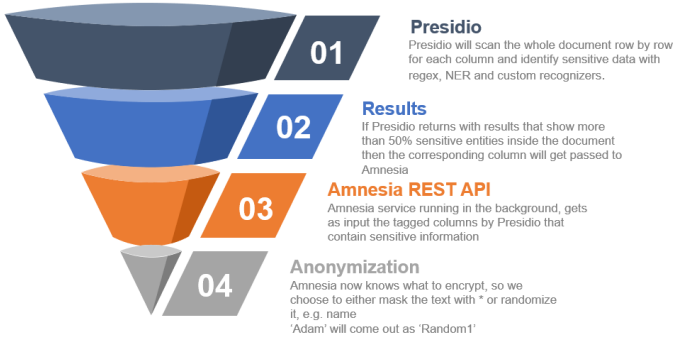 01
Presidio
Presidio will scan the whole document row by row
for each column and identify sensitive data with
regex, NER and custom recognizers.
02
Results
If Presidio returns with results that show more
than 50% sensitive entities inside the document
then the corresponding column will get passed to
Amnesia
03
Amnesia REST API
Amnesia service running in the background, gets
as input the tagged columns by Presidio that
contain sensitive information
04
Anonymization
Amnesia now knows what to encrypt, so we
choose to either mask the text with * or randomize
it, e.g. name
‘Adam’ will come out as ‘Random1’